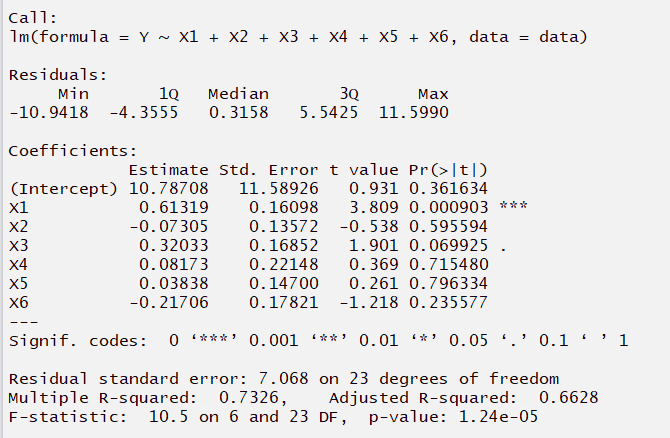 Call:
lm(formula = Y ~ X1 + X2 + X3 + X4 + X5 + X6, data = data)
Residuals:
Min 1Q Median 3Q Max
-10.9418 -4.3555 0.3158 5.5425 11.5990
Coefficients:
Estimate Std. Error t value Pr(>|t|)
(Intercept) 10.78708 11.58926 0.931 0.361634
X1 0.61319 0.16098 3.809 0.000903 ***
X2 -0.07305 0.13572 -0.538 0.595594
X3 0.32033 0.16852 1.901 0.069925 .
X4 0.08173 0.22148 0.369 0.715480
X5 0.03838 0.14700 0.261 0.796334
X6 -0.21706 0.17821 -1.218 0.235577
---
Signif. codes: 0 ‘***’ 0.001 ‘**’ 0.01 ‘*’ 0.05 ‘.’ 0.1 ‘ ’ 1
Residual standard error: 7.068 on 23 degrees of freedom
Multiple R-squared: 0.7326, Adjusted R-squared: 0.6628
F-statistic: 10.5 on 6 and 23 DF, p-value: 1.24e-05